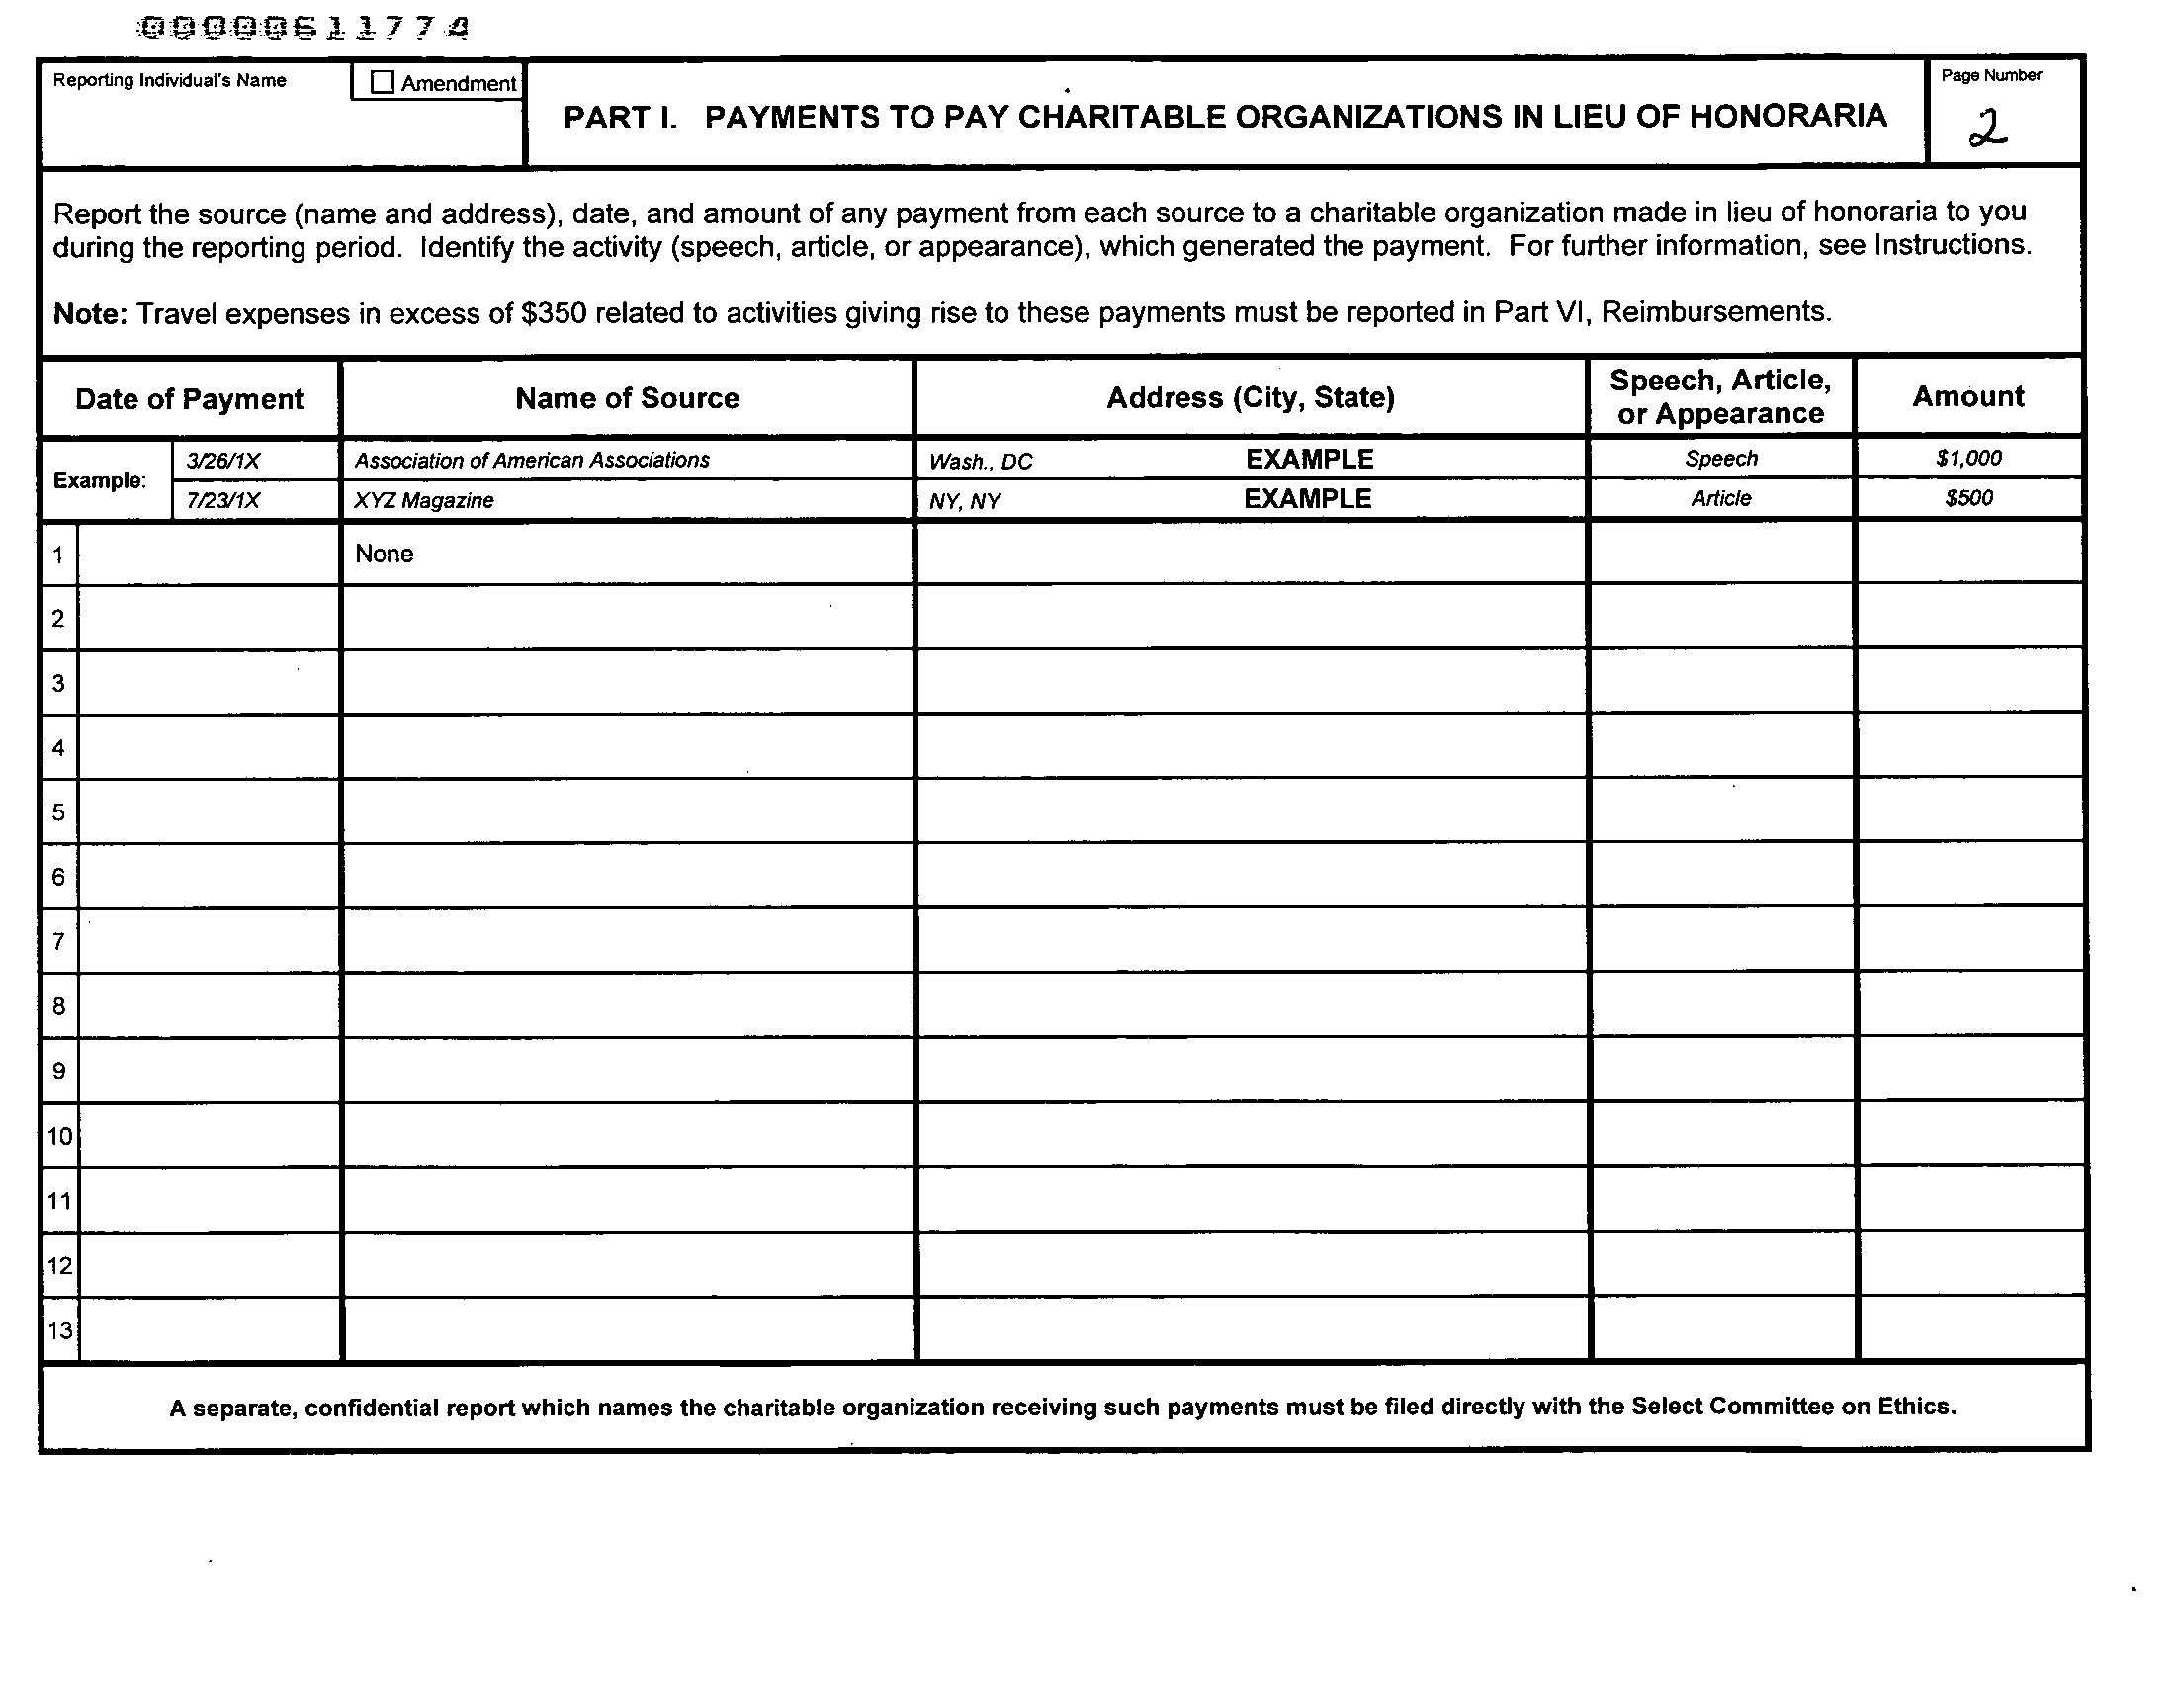 00000611774
Reporting Individual's Name
Amendment
PART I. PAYMENTS TO PAY CHARITABLE ORGANIZATIONS IN LIEU OF HONORARIA
Page Number
2
Report the source (name and address), date, and amount of any payment from each source to a charitable organization made in lieu of honoraria to you
during the reporting period. Identify the activity (speech, article, or appearance), which generated the payment. For further information, see Instructions.
Note: Travel expenses in excess of $350 related to activities giving rise to these payments must be reported in Part VI, Reimbursements.
Date of Payment Name of Source Address (City, State) Speech, Article, or Appearance Amount
Example:
3/26/1X Association of American Associations Wash., DC EXAMPLE Speech $1,000
7/23/1X XYZ Magazine NY, NY EXAMPLE Article $500
1 None
2
3
4
5
6
7
8
9
10
11
12
13
A separate, confidential report which names the charitable organization receiving such payments must be filed directly with the Select Committee on Ethics.